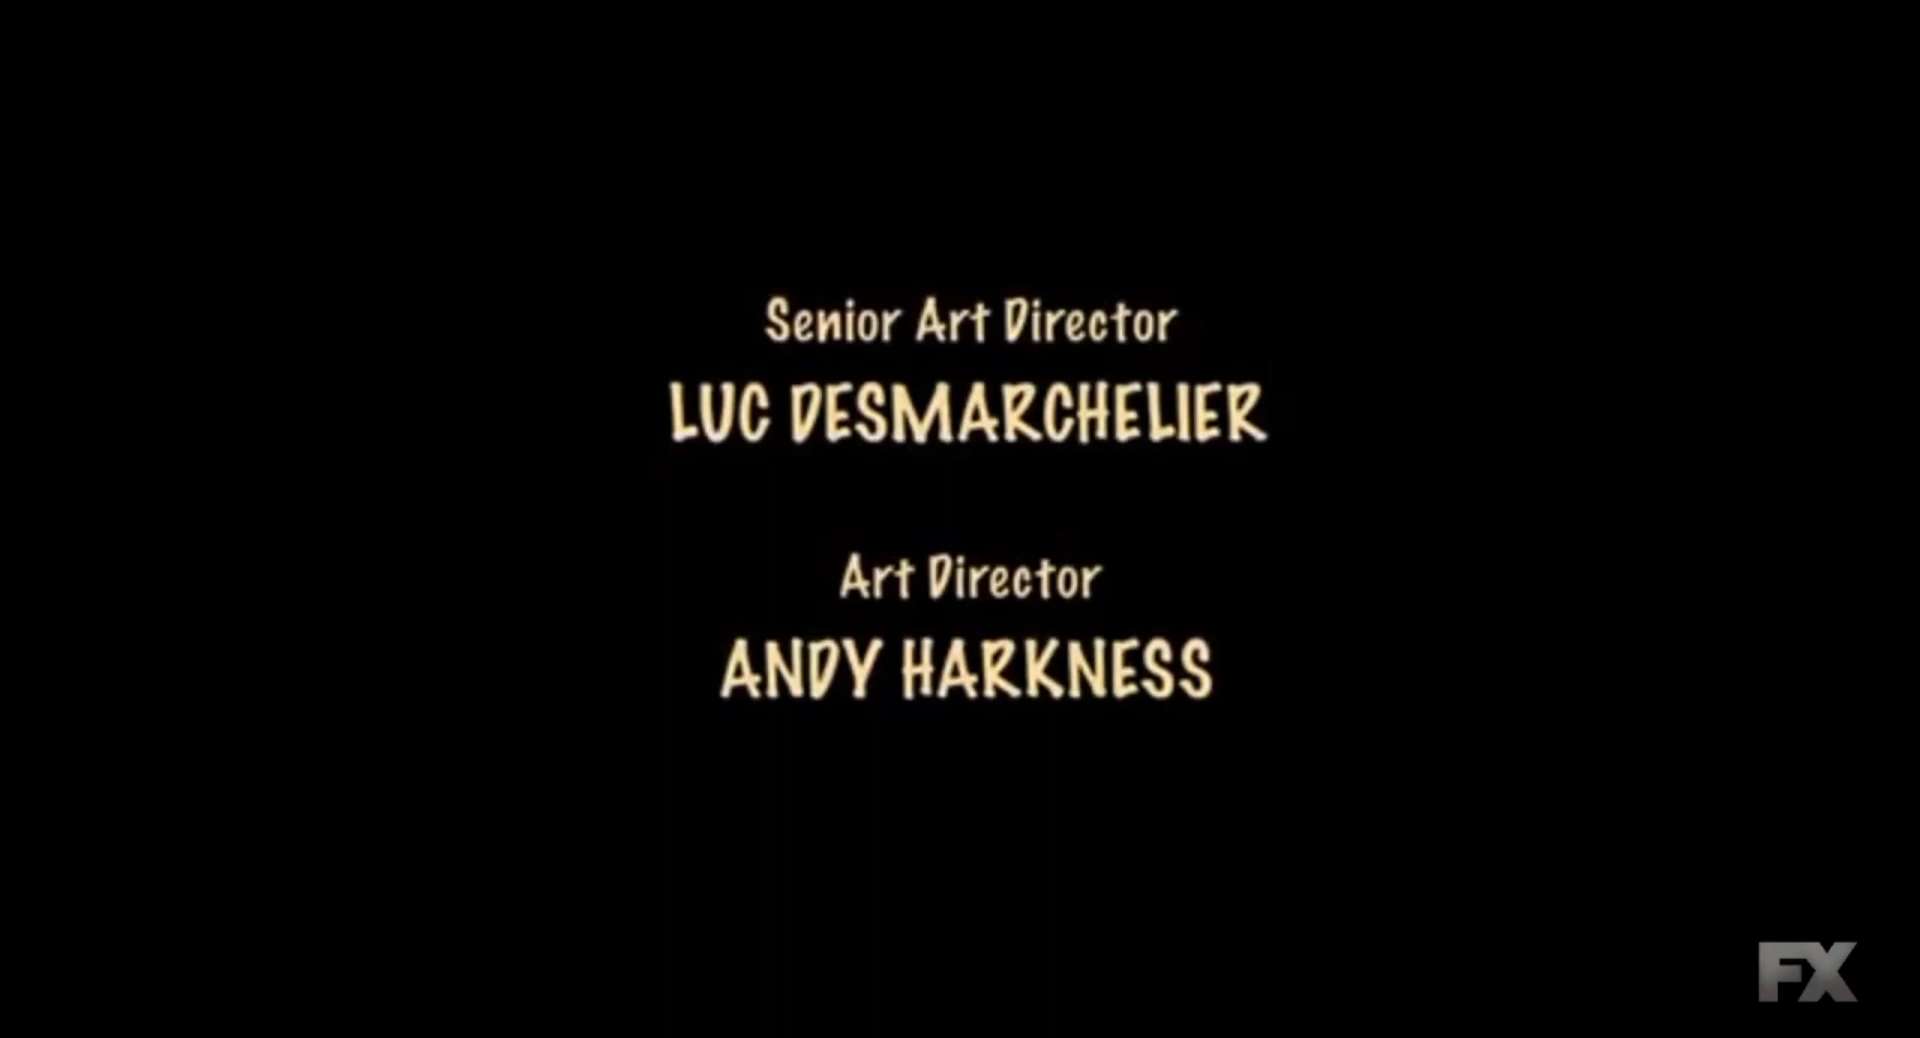 Senior Art Director
LUC DESMARCHELIER
Art Director
ANDY HARKNESS
FX